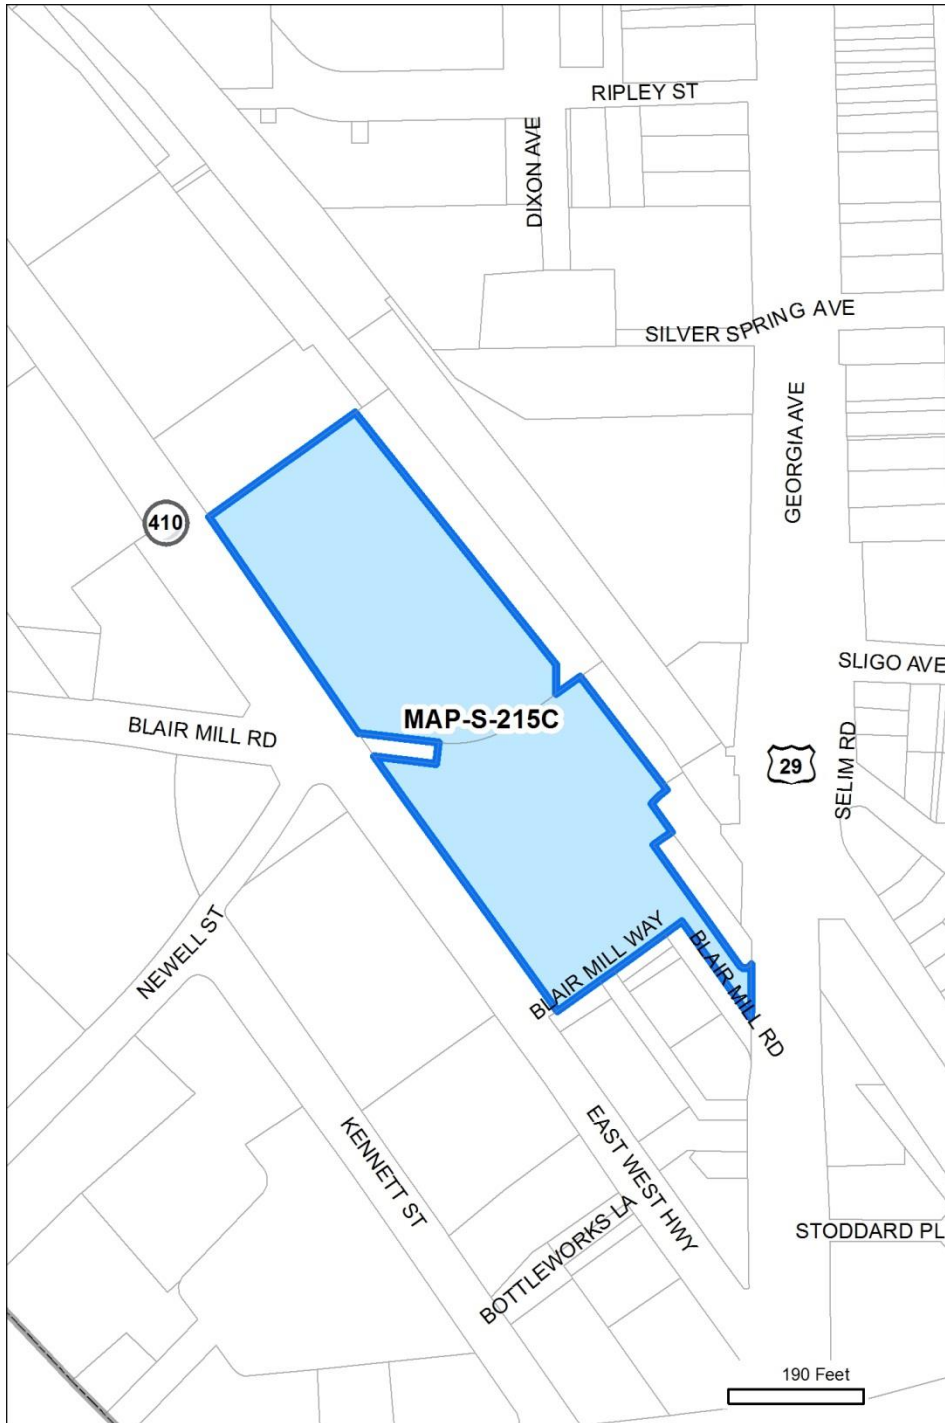 RIPLEY ST
DIXON AVE
SILVER SPRING AVE
GEORGIA AVE
410
SLIGO AVE
MAP-S-215C
BLAIR MILL RD
29
SELIM RD
NEWELL ST
BLAIR MILL WAY
BLAIR MILL RD
KENNETT ST
EAST WEST HWY
BOTTLEWORKS LA
STODDARD PL
190 Feet